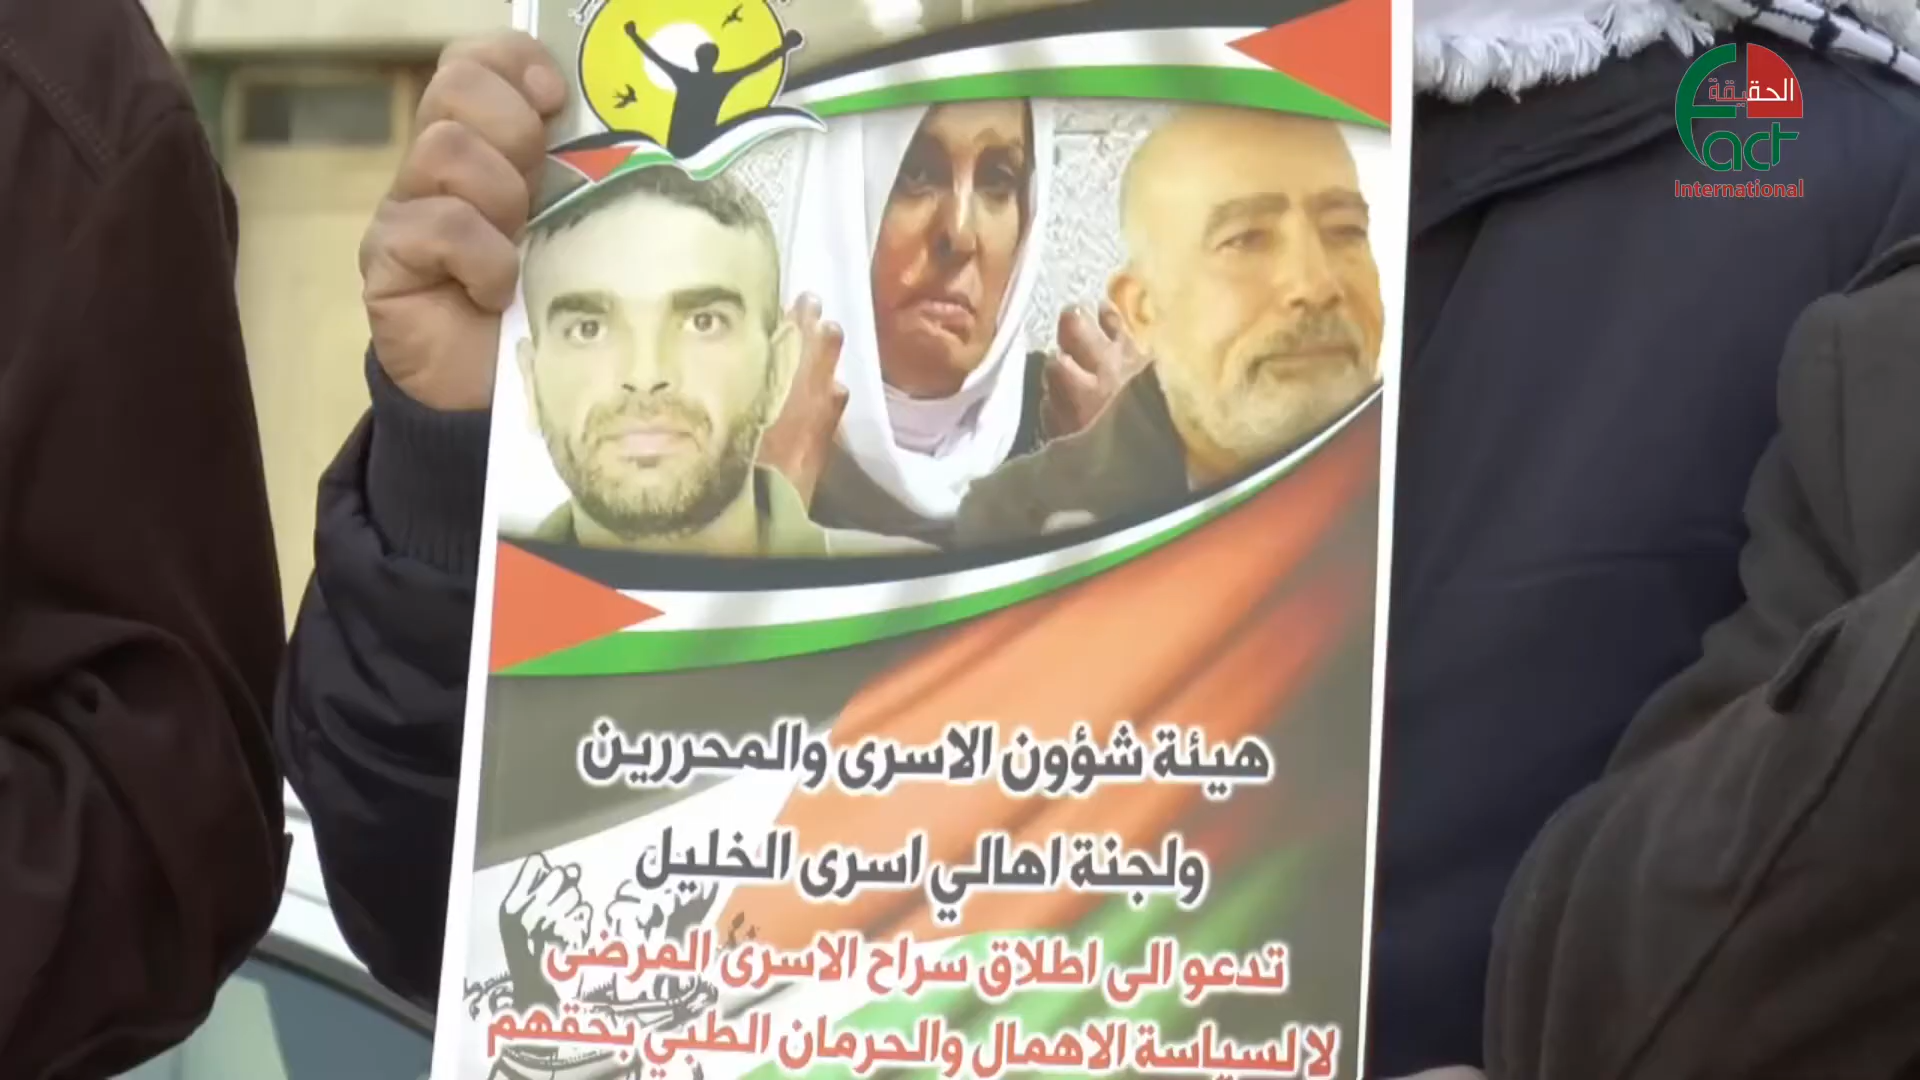 الحقيقة
Fact
International
هيئة شؤون الاسرى والمحررين
ولجنة اهالي اسرى الخليل
تدعو الى اطلاق سراح الاسرى المرضى
لا لسياسة الاهمال والحرمان الطبي بحقهم